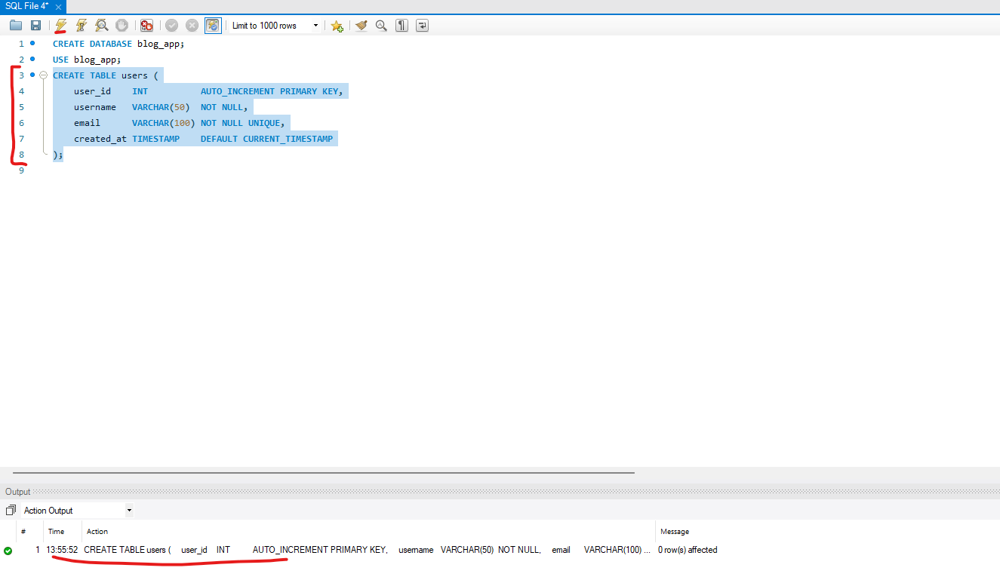 SQL File 4*
Limit to 1000 rows
1 CREATE DATABASE blog_app;
2 USE blog_app;
3 CREATE TABLE users (
4 user_id INT AUTO_INCREMENT PRIMARY KEY,
5 username VARCHAR(50) NOT NULL,
6 email VARCHAR(100) NOT NULL UNIQUE,
7 created_at TIMESTAMP DEFAULT CURRENT_TIMESTAMP
8 );
9
Output
Action Output
# Time Action Message
1 13:55:52 CREATE TABLE users ( user_id INT AUTO_INCREMENT PRIMARY KEY, username VARCHAR(50) NOT NULL, email VARCHAR(100) ... 0 row(s) affected